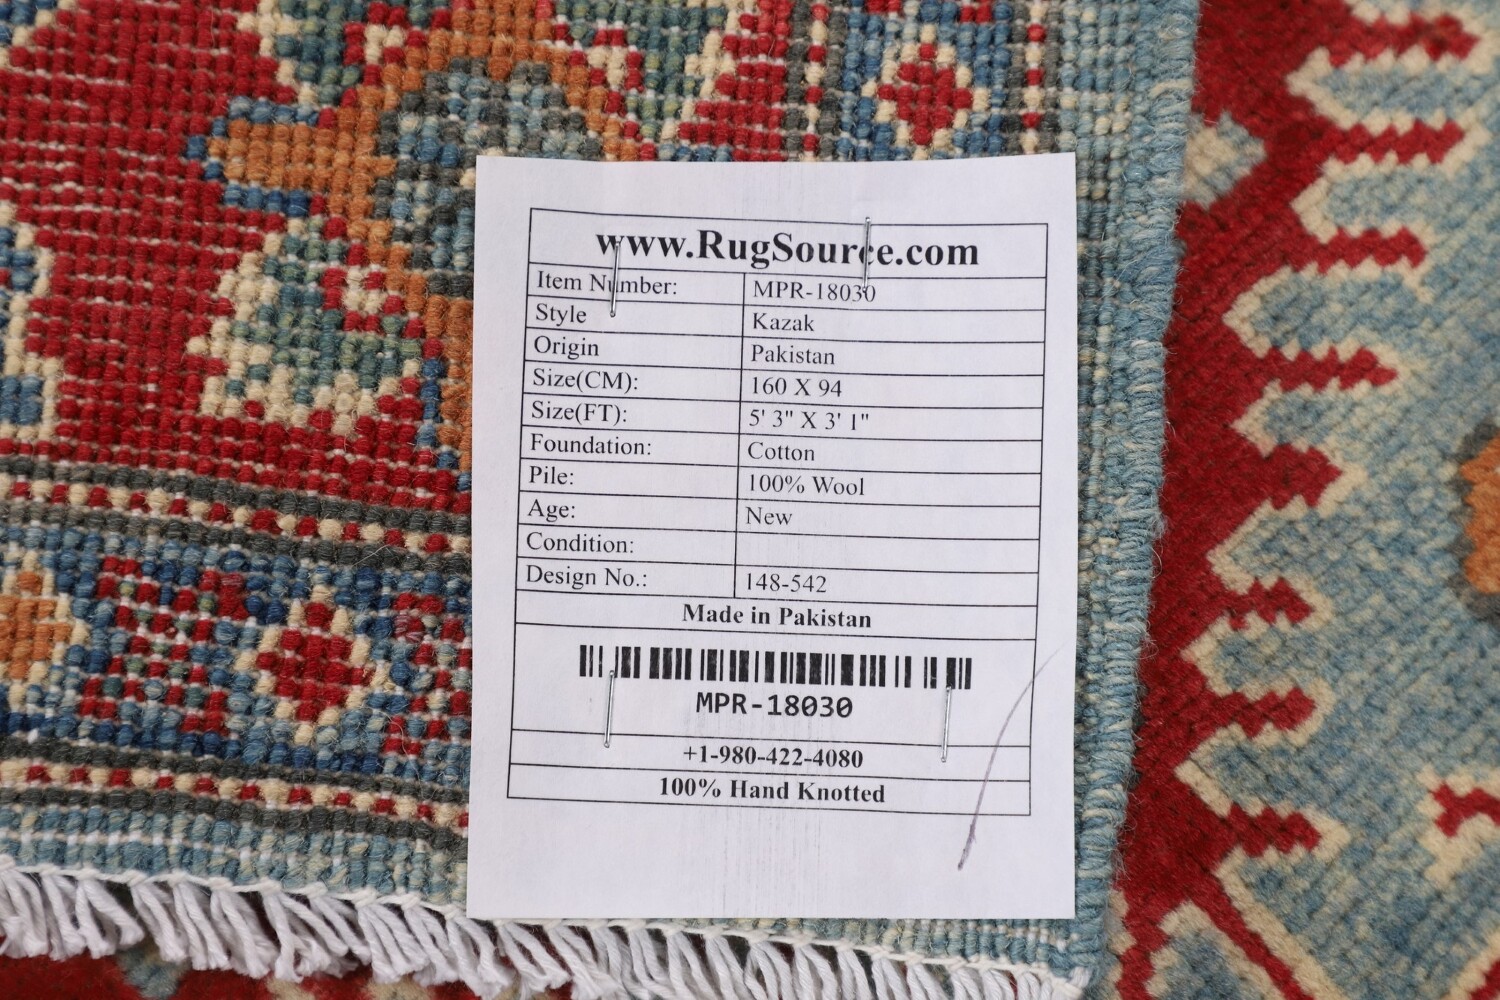 www.RugSource.com
Item Number: MPR-18030
Style Kazak
Origin Pakistan
Size(CM): 160 X 94
Size(FT): 5' 3" X 3' 1"
Foundation: Cotton
Pile: 100% Wool
Age: New
Condition:
Design No.: 148-542
Made in Pakistan
MPR-18030
+1-980-422-4080
100% Hand Knotted